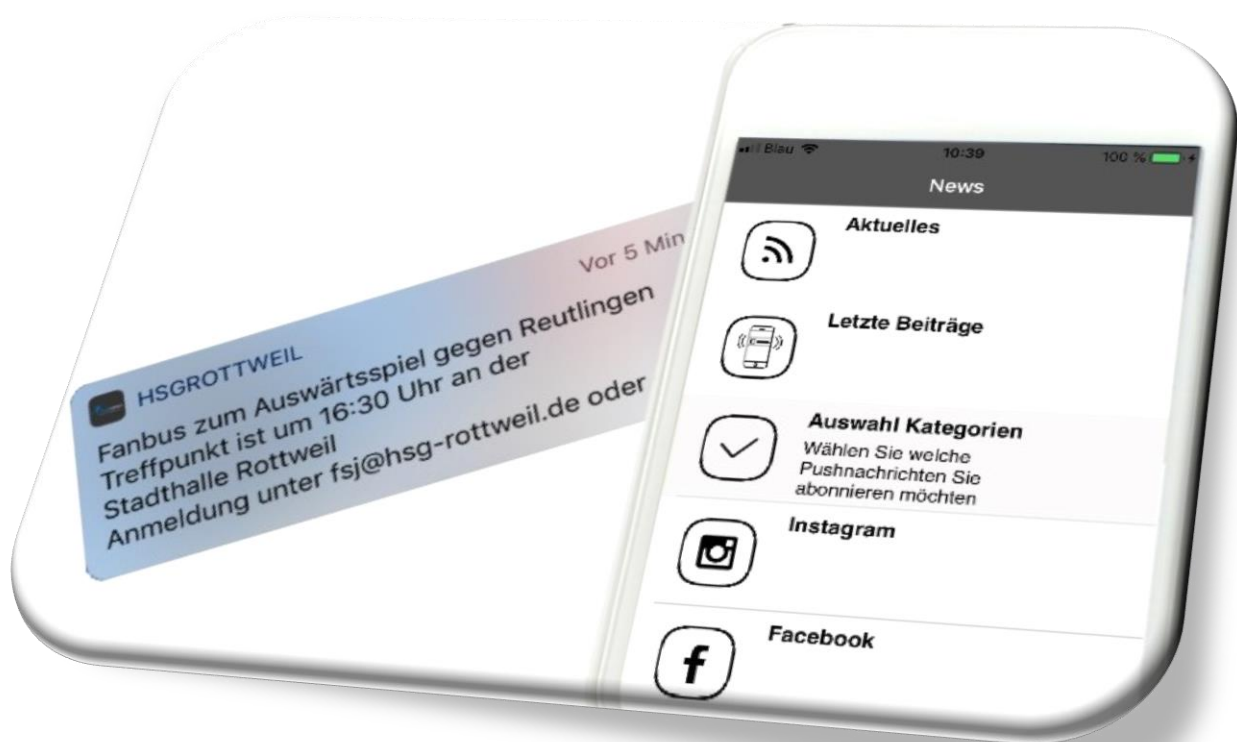 HSGROTTWEIL
Vor 5 Min
Fanbus zum Auswärtsspiel gegen Reutlingen
Treffpunkt ist um 16:30 Uhr an der
Stadthalle Rottweil
Anmeldung unter fsj@hsg-rottweil.de oder
Blau
10:39
100 %
News
Aktuelles
Letzte Beiträge
Auswahl Kategorien
Wählen Sie welche
Pushnachrichten Sie
abonnieren möchten
Instagram
Facebook